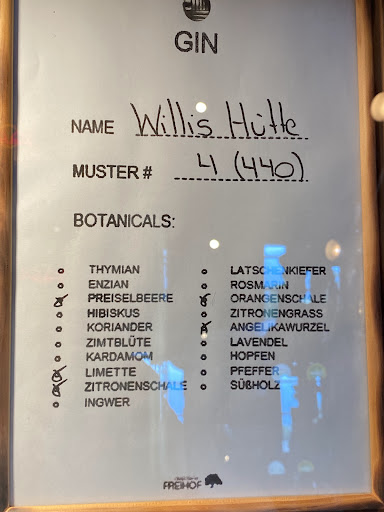 GIN
NAME Willis Hütte
MUSTER # 4 (440)
BOTANICALS:
THYMIAN
ENZIAN
PREISELBEERE
HIBISKUS
KORIANDER
ZIMTBLÜTE
KARDAMOM
LIMETTE
ZITRONENSCHALE
INGWER
LATSCHENKIEFER
ROSMARIN
ORANGENSCHALE
ZITRONENGRASS
ANGELIKAWURZEL
LAVENDEL
HOPFEN
PFEFFER
SÜßHOLZ
FREIHOF